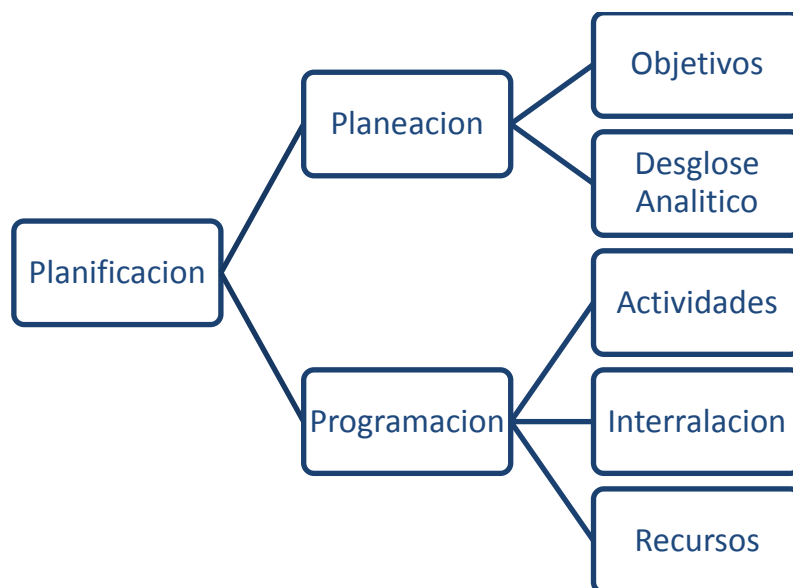 Planificacion
Planeacion
Objetivos
Desglose
Analitico
Programacion
Actividades
Interralacion
Recursos